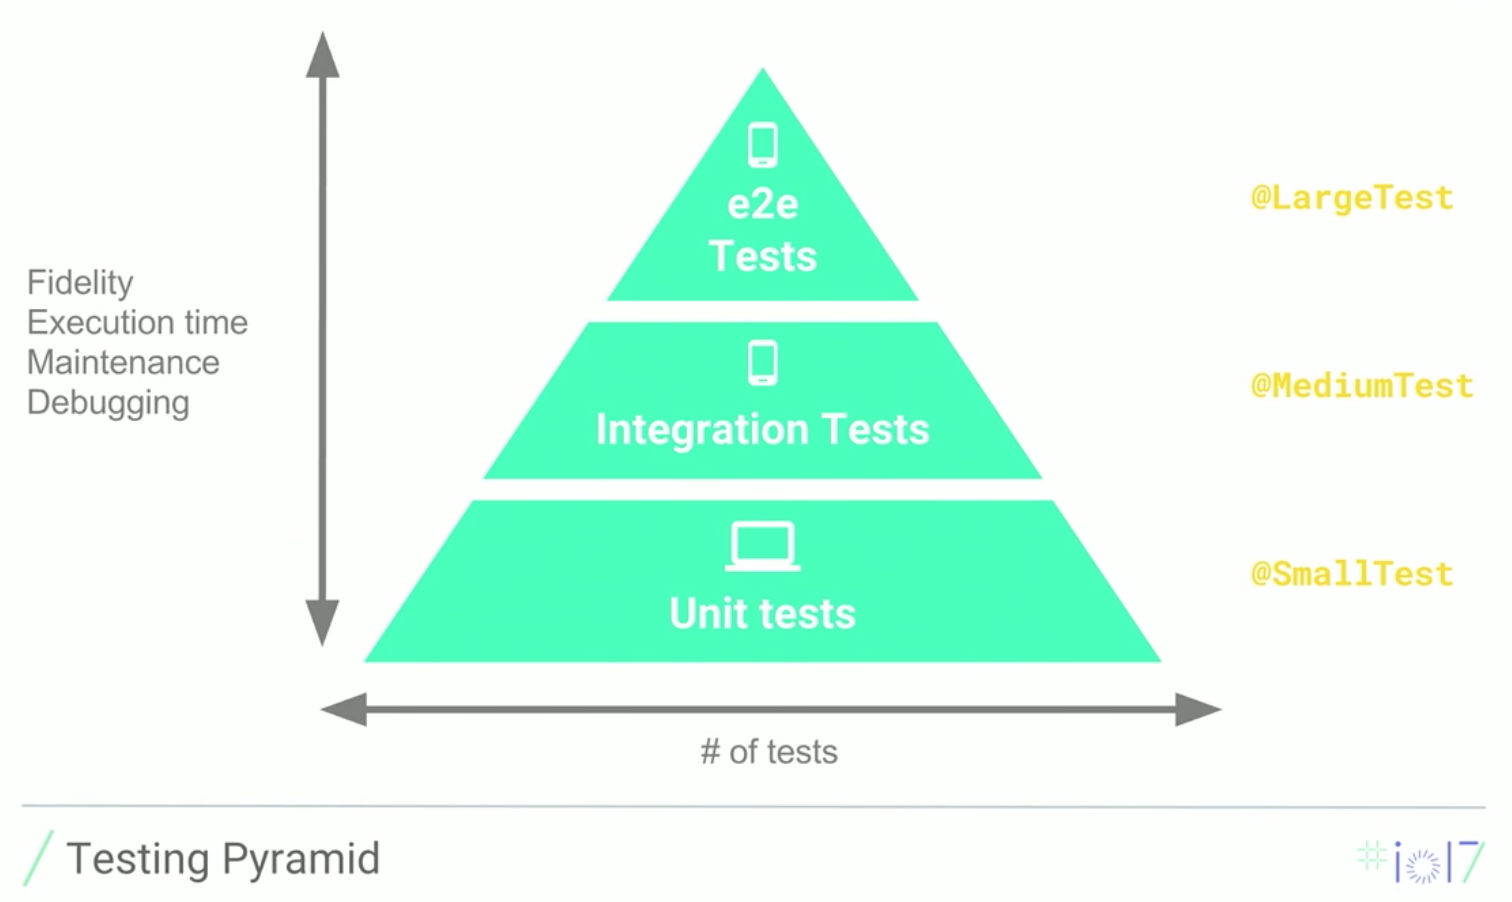 e2e
Tests
@LargeTest
Fidelity
Execution time
Maintenance
Debugging
Integration Tests
@MediumTest
Unit tests
@SmallTest
# of tests
Testing Pyramid
#io17